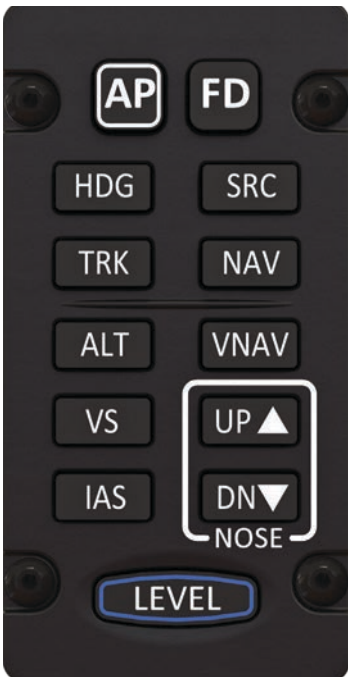 AP FD
HDG SRC
TRK NAV
ALT VNAV
VS UP▲
IAS DN▼
NOSE
LEVEL